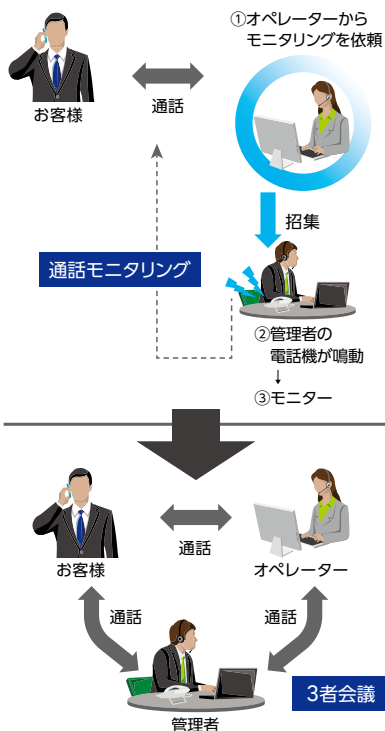 ①オペレーターから
モニタリングを依頼
お客様
通話
招集
通話モニタリング
②管理者の
電話機が鳴動
↓
③モニター
お客様
通話
オペレーター
通話
通話
3者会議
管理者